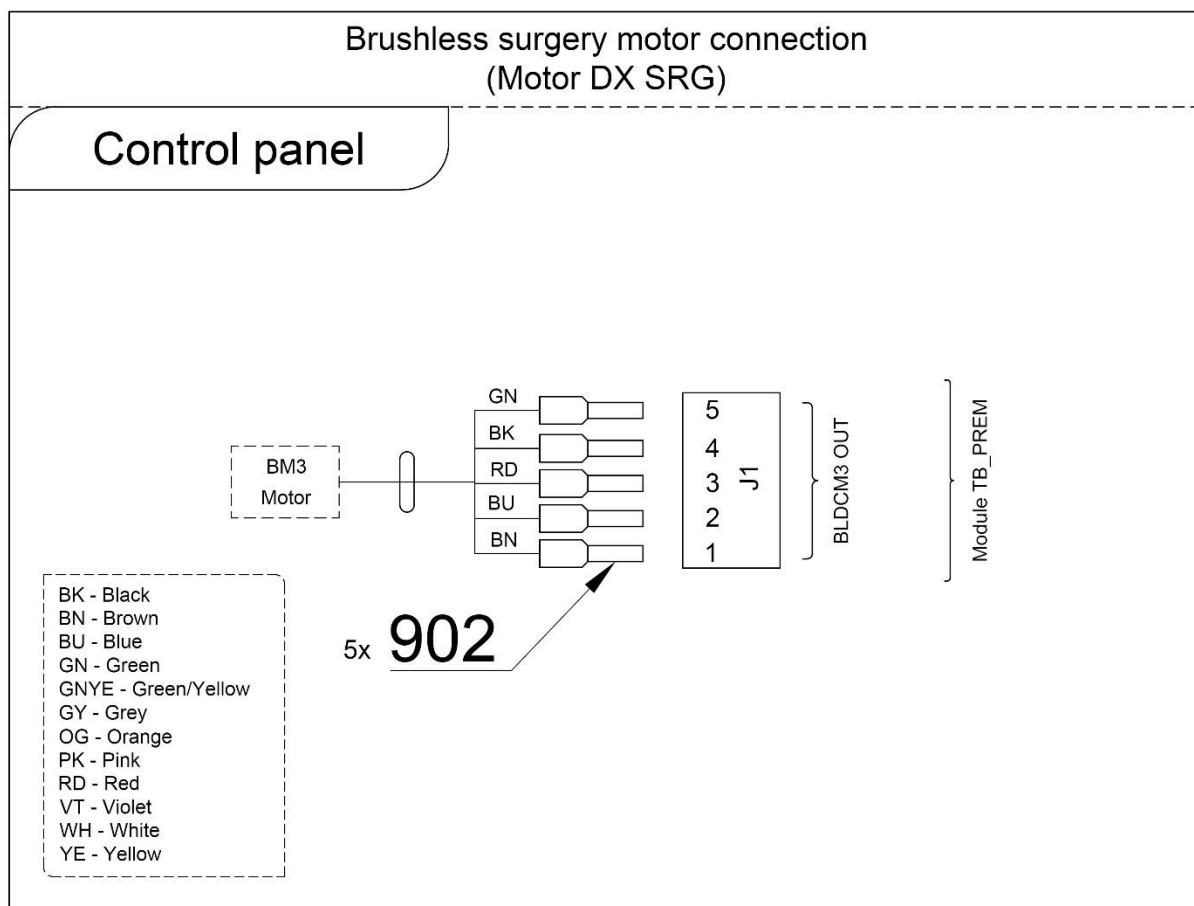 Brushless surgery motor connection
(Motor DX SRG)
Control panel
BM3
Motor
GN
BK
RD
BU
BN
5
4
3
2
1
J1
BLDCM3 OUT
Module TB_PREM
5x 902
BK - Black
BN - Brown
BU - Blue
GN - Green
GNYE - Green/Yellow
GY - Grey
OG - Orange
PK - Pink
RD - Red
VT - Violet
WH - White
YE - Yellow